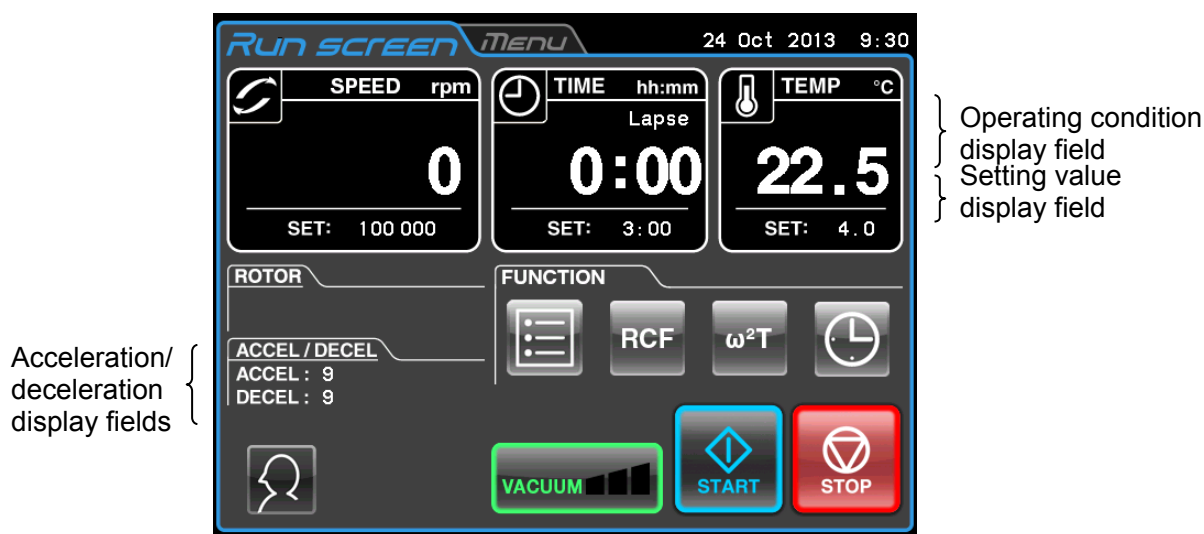 Run screen Menu 24 Oct 2013 9:30
SPEED rpm
0
SET: 100 000
TIME hh:mm
Lapse
0:00
SET: 3:00
TEMP °C
22.5
SET: 4.0
Operating condition
display field
Setting value
display field
ROTOR
FUNCTION
RCF
ω²T
Acceleration/
deceleration
display fields
ACCEL / DECEL
ACCEL : 9
DECEL : 9
VACUUM
START
STOP